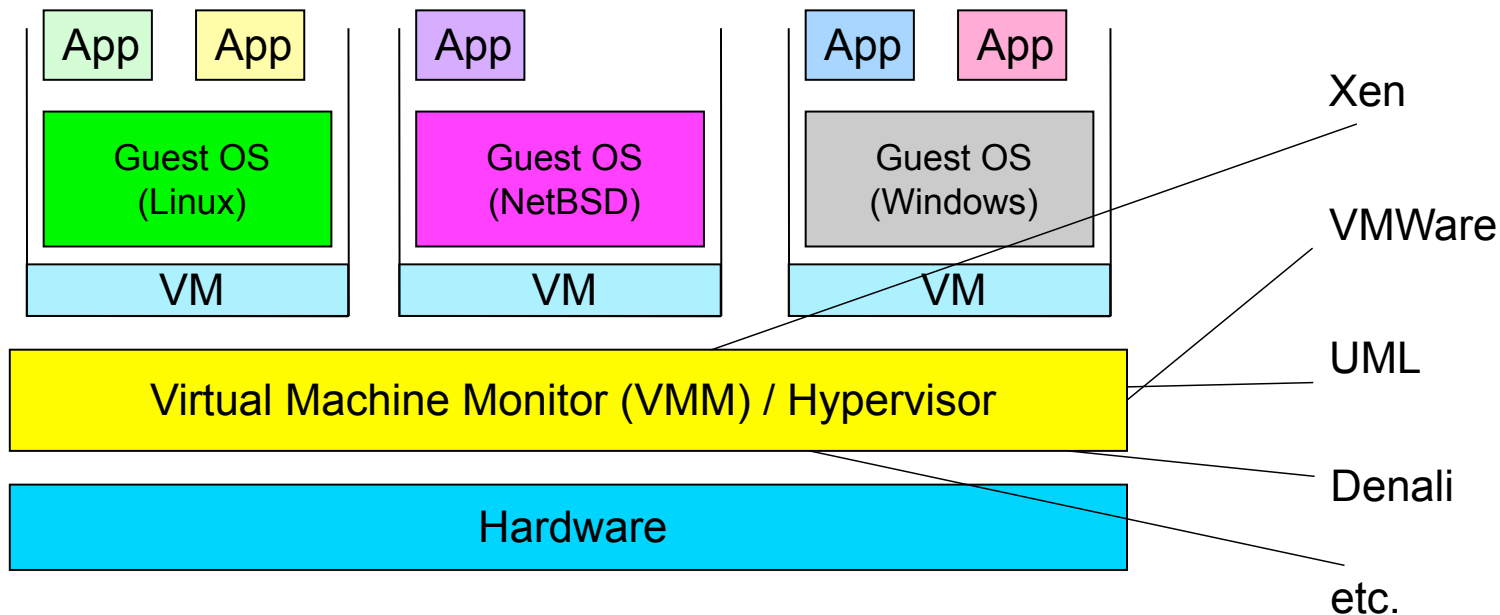 App
App
App
App
App
Guest OS
(Linux)
Guest OS
(NetBSD)
Guest OS
(Windows)
VM
VM
VM
Virtual Machine Monitor (VMM) / Hypervisor
Hardware
Xen
VMWare
UML
Denali
etc.